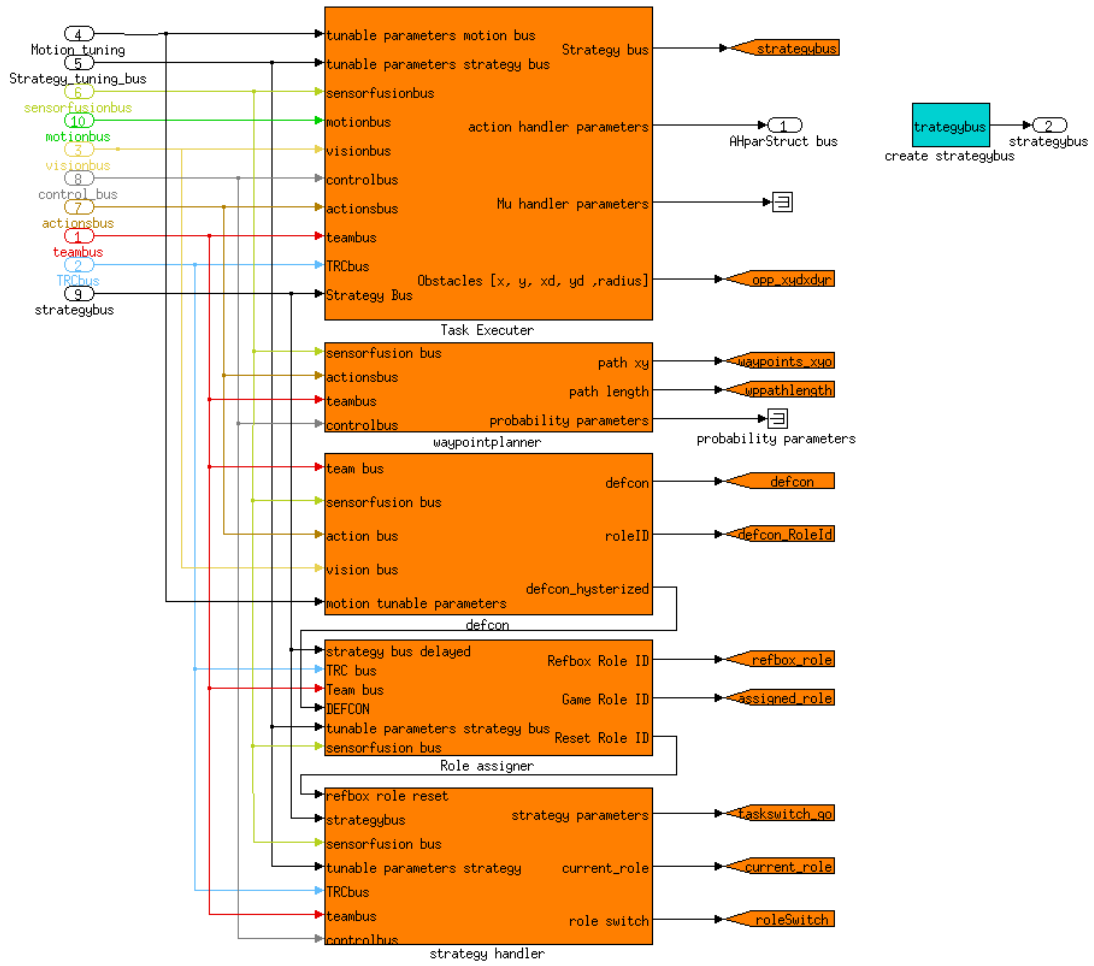 4
Motion_tuning
5
Strategy_tuning_bus
6
sensorfusionbus
10
motionbus
3
visionbus
8
control_bus
7
actionsbus
1
teambus
2
TRCbus
9
strategybus
tunable parameters motion bus
tunable parameters strategy bus
sensorfusionbus
motionbus
visionbus
controlbus
actionsbus
teambus
TRCbus
Strategy Bus
Strategy bus
action handler parameters
Mu handler parameters
Obstacles [x, y, xd, yd ,radius]
Task Executer
strategybus
1
AHparStruct bus
opp_xydxdyr
trategybus
create strategybus
2
strategybus
sensorfusion bus
actionsbus
teambus
controlbus
path xy
path length
probability parameters
waypointplanner
waypoints_xyo
wppathlength
probability parameters
team bus
sensorfusion bus
action bus
vision bus
motion tunable parameters
defcon
roleID
defcon_hysterized
defcon
defcon
defcon_RoleId
strategy bus delayed
TRC bus
Team bus
DEFCON
tunable parameters strategy bus
sensorfusion bus
Refbox Role ID
Game Role ID
Reset Role ID
Role assigner
refbox_role
assigned_role
refbox role reset
strategybus
sensorfusion bus
tunable parameters strategy
TRCbus
teambus
controlbus
strategy parameters
current_role
role switch
strategy handler
taskswitch_go
current_role
roleSwitch